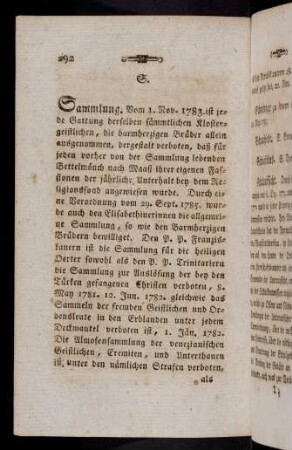 292
S.
Sammlung. Vom 1. Nov. 1783. ist je-
de Gattung derselben sämmtlichen Kloster-
geistlichen, die barmherzigen Brüder allein
ausgenommen, dergestalt verboten, daß für
jeden vorher von der Sammlung lebenden
Bettelmönch nach Maaß ihrer eigenen Fas-
sionen der jährliche Unterhalt bey dem Re-
ligionsfond angewiesen wurde. Durch eine
Verordnung vom 29. Sept. 1785. wur-
de auch den Elisabethinerinnen die allgemei-
ne Sammlung, so wie den Barmherzigen
Brüdern bewilliget. Den P. P. Franzis-
kanern ist die Sammlung für die heiligen
Oerter sowohl als den P. P. Trinitariern
die Sammlung zur Auslösung der bey den
Türken gefangenen Christen verboten, 8.
May 1781. 10. Jun. 1782. gleichwie das
Sammeln der fremden Geistlichen und Or-
densleute in den Erblanden unter jedem
Deckmantel verboten ist, 1. Jän. 1782.
Die Almosensammlung der venezianischen
Geistlichen, Eremiten, und Unterthanen
ist unter den nämlichen Strafen verboten,
als